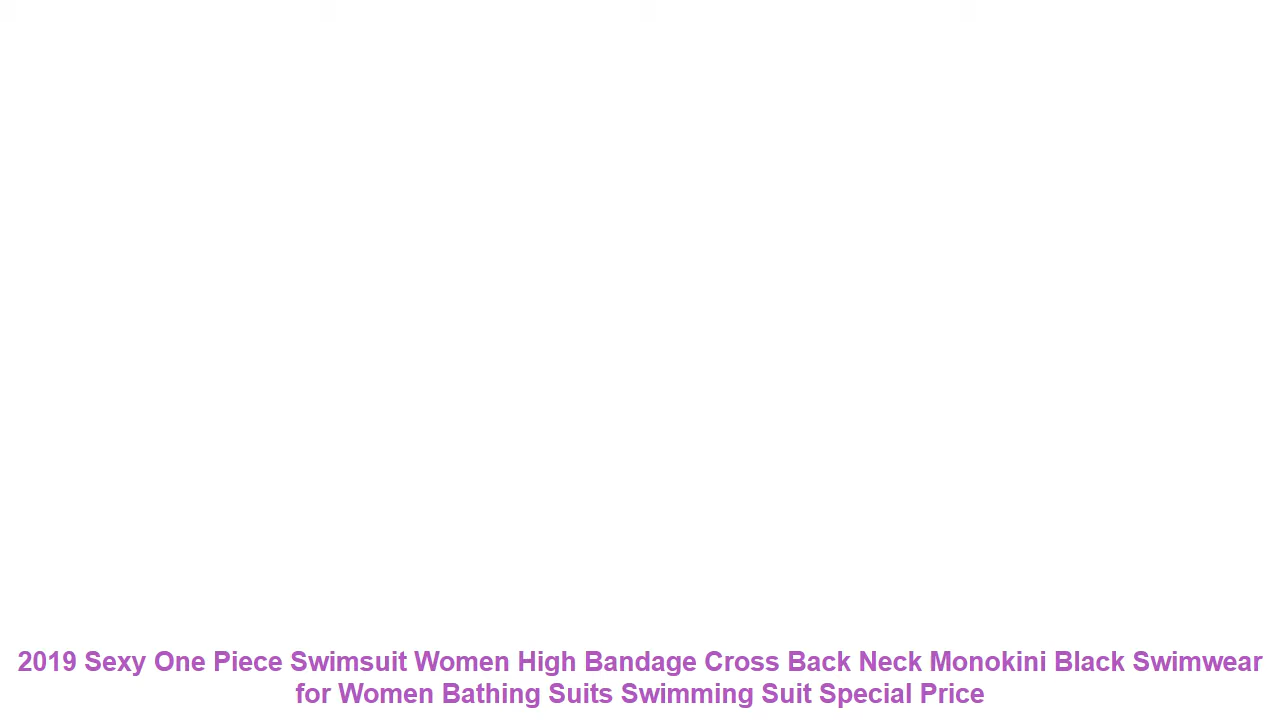 2019 Sexy One Piece Swimsuit Women High Bandage Cross Back Neck Monokini Black Swimwear
for Women Bathing Suits Swimming Suit Special Price